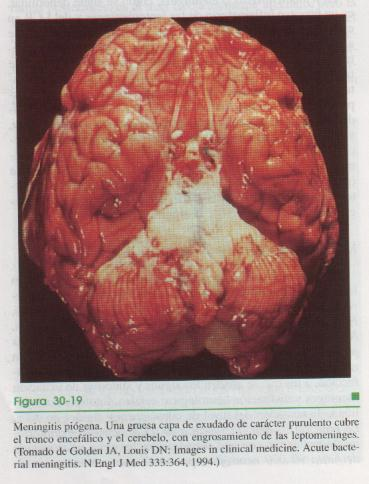 Figura 30-19
Meningitis piógena. Una gruesa capa de exudado de carácter purulento cubre
el tronco encefálico y el cerebelo, con engrosamiento de las leptomeninges.
(Tomado de Golden JA, Louis DN: Images in clinical medicine. Acute bacte-
rial meningitis. N Engl J Med 333:364, 1994.)